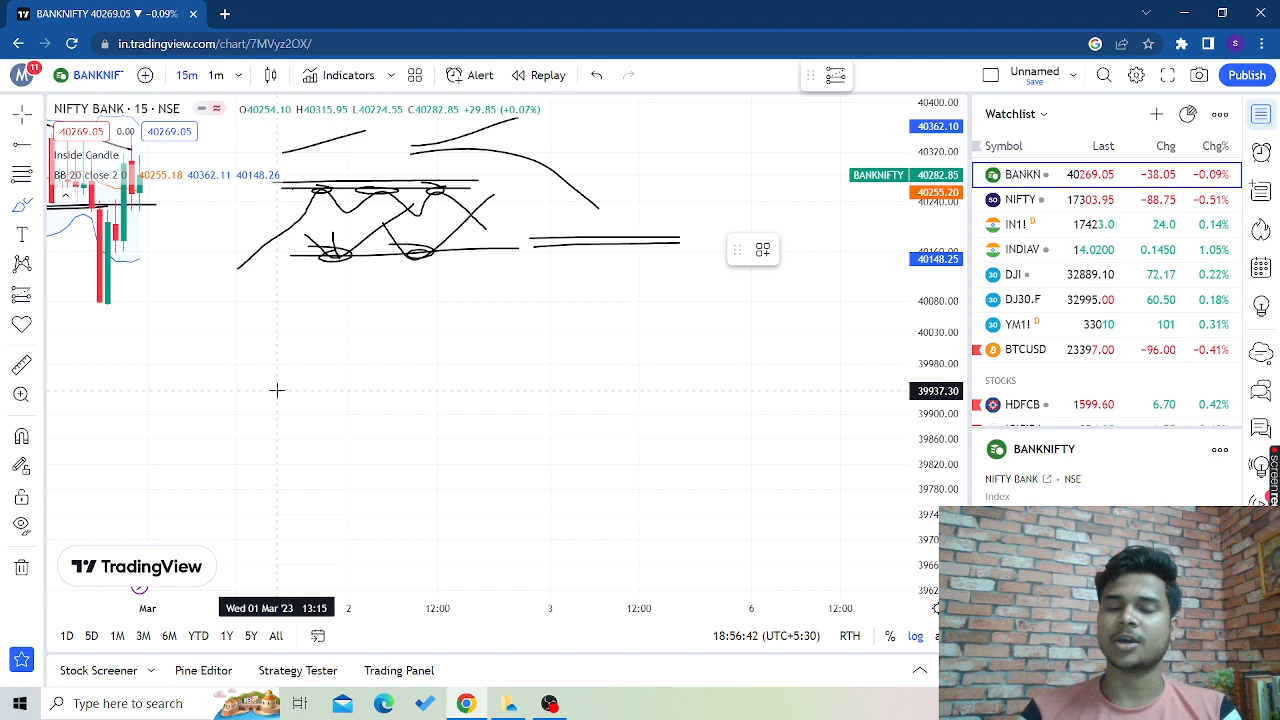 BANKNIFTY 40269.05 ▼ −0.09%
in.tradingview.com/chart/7MVyz2OX/
S
M 11 BANKNIF 15m 1m Indicators Alert Replay Unnamed Save Publish
NIFTY BANK · 15 · NSE O40254.10 H40315.95 L40224.55 C40282.85 +29.85 (+0.07%)
40269.05 0.00 40269.05
Inside Candle
BB 20 close 2 0 40255.18 40362.11 40148.26
40400.00
40362.10
40320.00
BANKNIFTY 40282.85
40255.20
40240.00
40148.25
40080.00
40030.00
39980.00
39937.30
39900.00
39860.00
39820.00
39780.00
Watchlist
Symbol Last Chg Chg%
BANKN 40269.05 −38.05 −0.09%
NIFTY 17303.95 −88.75 −0.51%
IN1! D 17423.0 24.0 0.14%
INDIAV 14.0200 0.1450 1.05%
DJI 32889.10 72.17 0.22%
DJ30.F 32995.00 60.50 0.18%
YM1! D 33010 101 0.31%
BTCUSD 23397.00 −96.00 −0.41%
STOCKS
HDFCB 1599.60 6.70 0.42%
BANKNIFTY
NIFTY BANK · NSE
Index
screenre
TradingView
Mar Wed 01 Mar '23 13:15 2 12:00 3 12:00 6 12:00
1D 5D 1M 3M 6M YTD 1Y 5Y All 18:56:42 (UTC+5:30) RTH % log
Stock Screener Pine Editor Strategy Tester Trading Panel
Type here to search